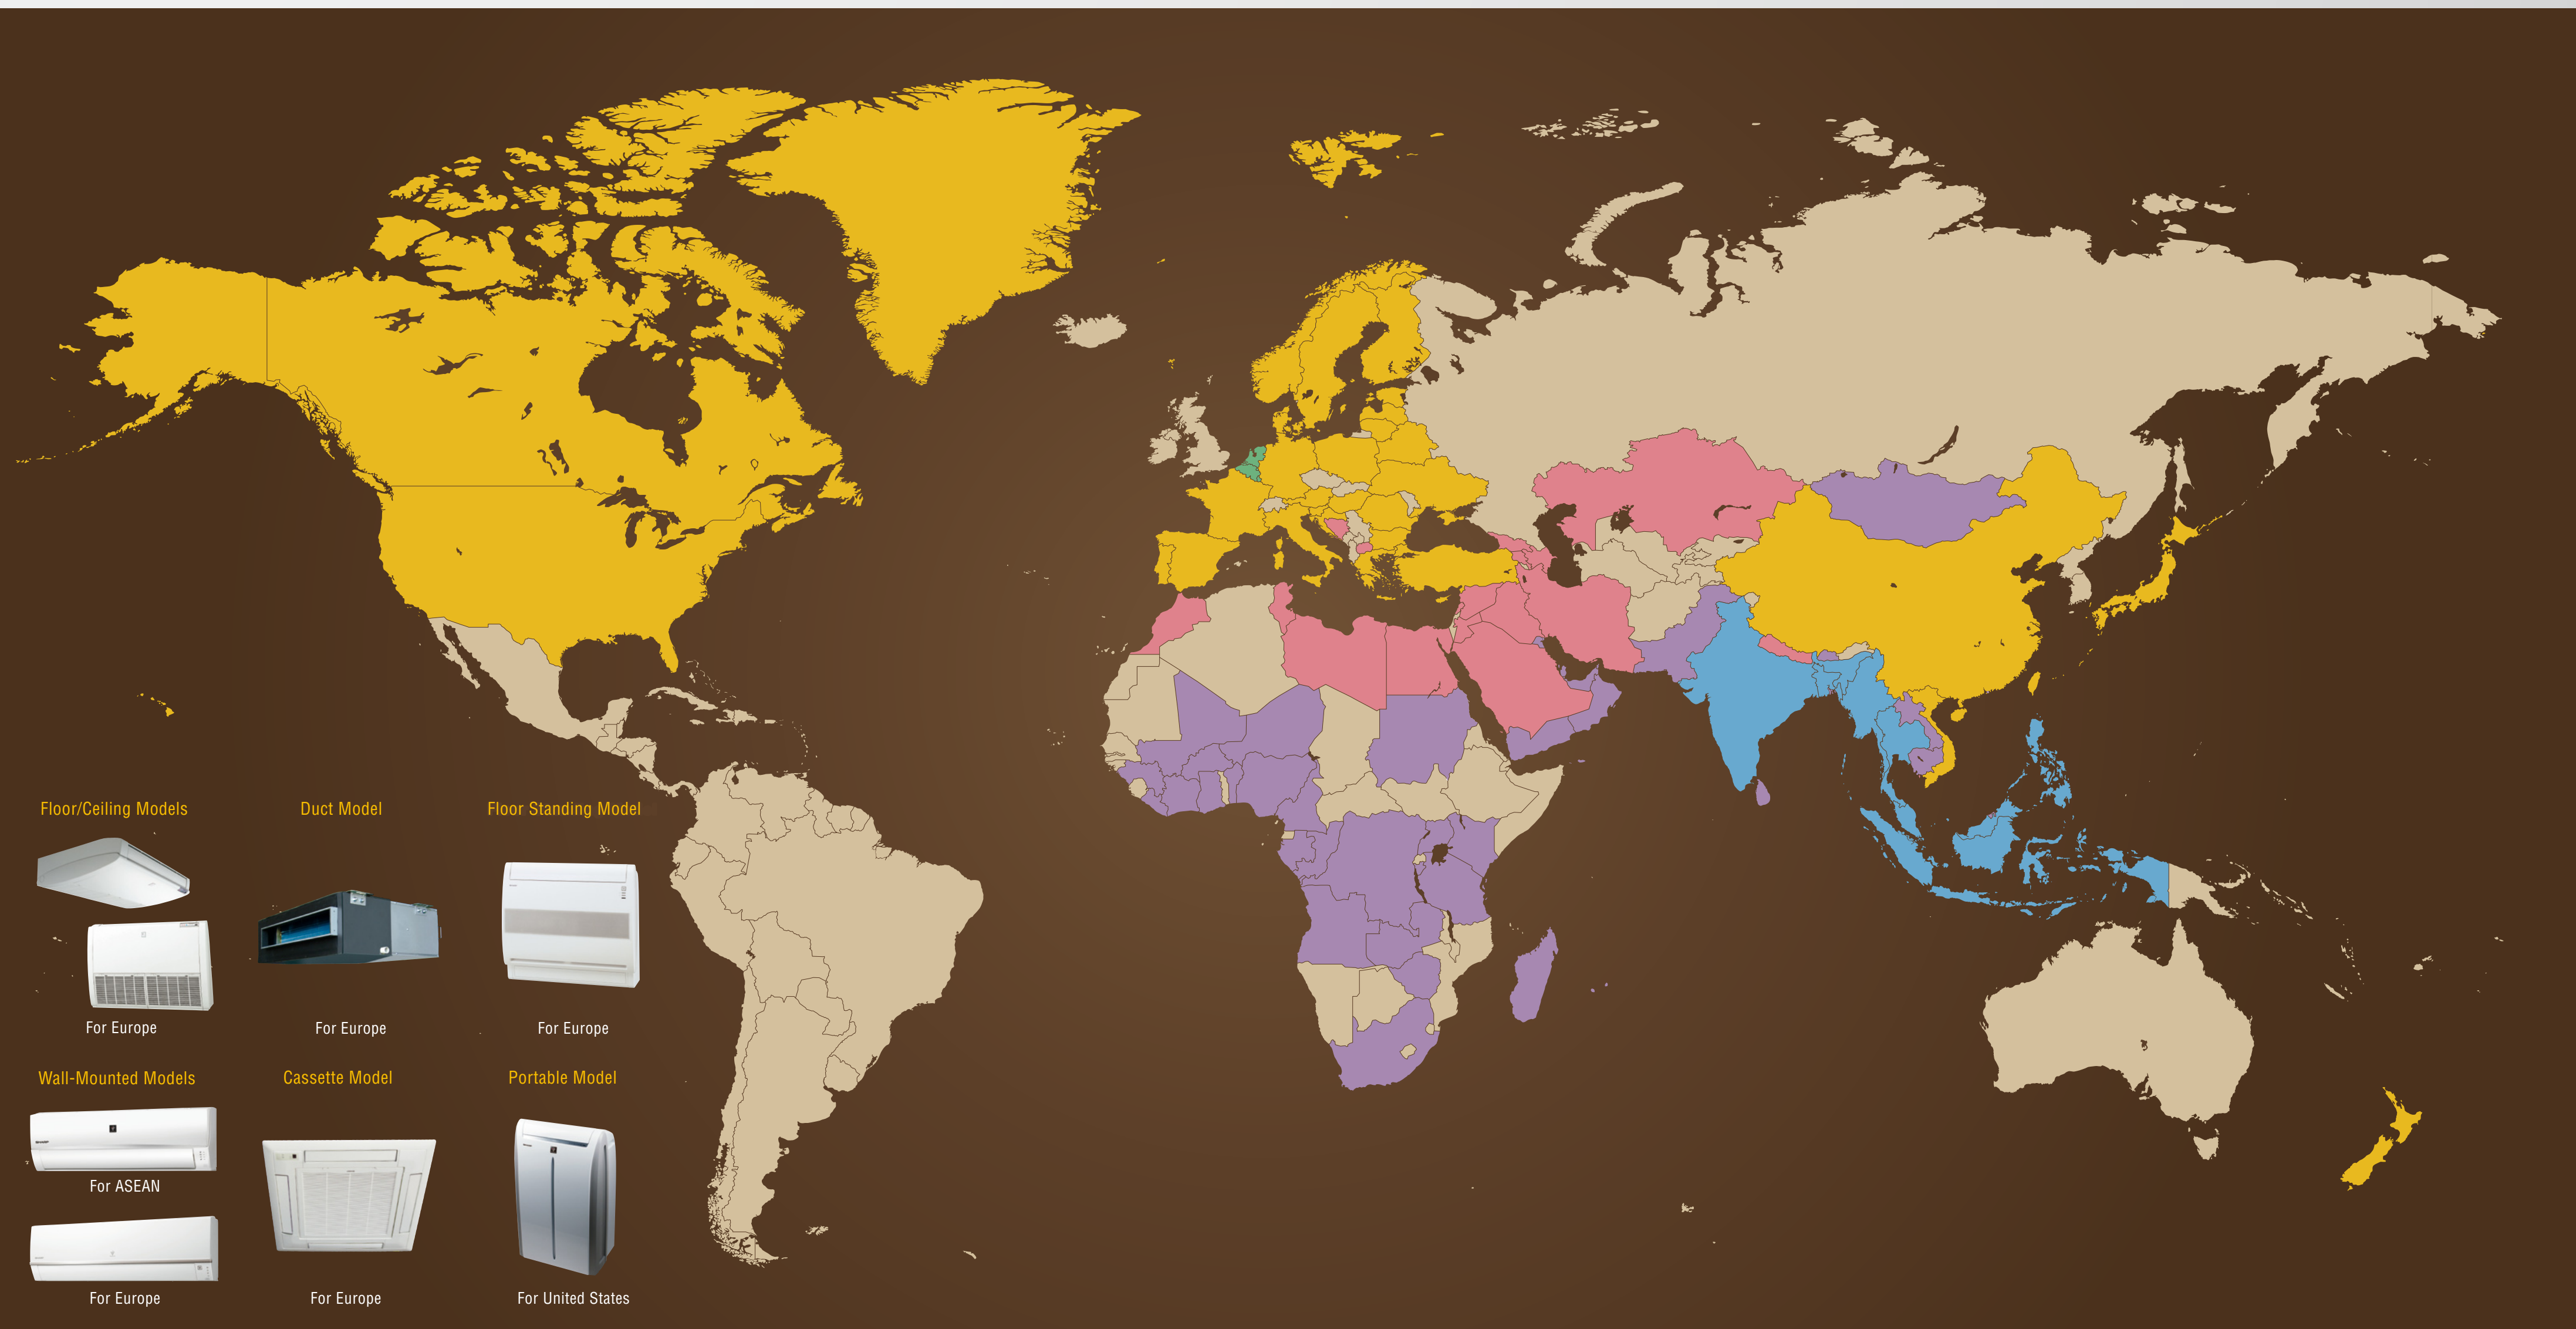 Floor/Ceiling Models
Duct Model
Floor Standing Model
For Europe
For Europe
For Europe
Wall-Mounted Models
Cassette Model
Portable Model
For ASEAN
For Europe
For Europe
For United States